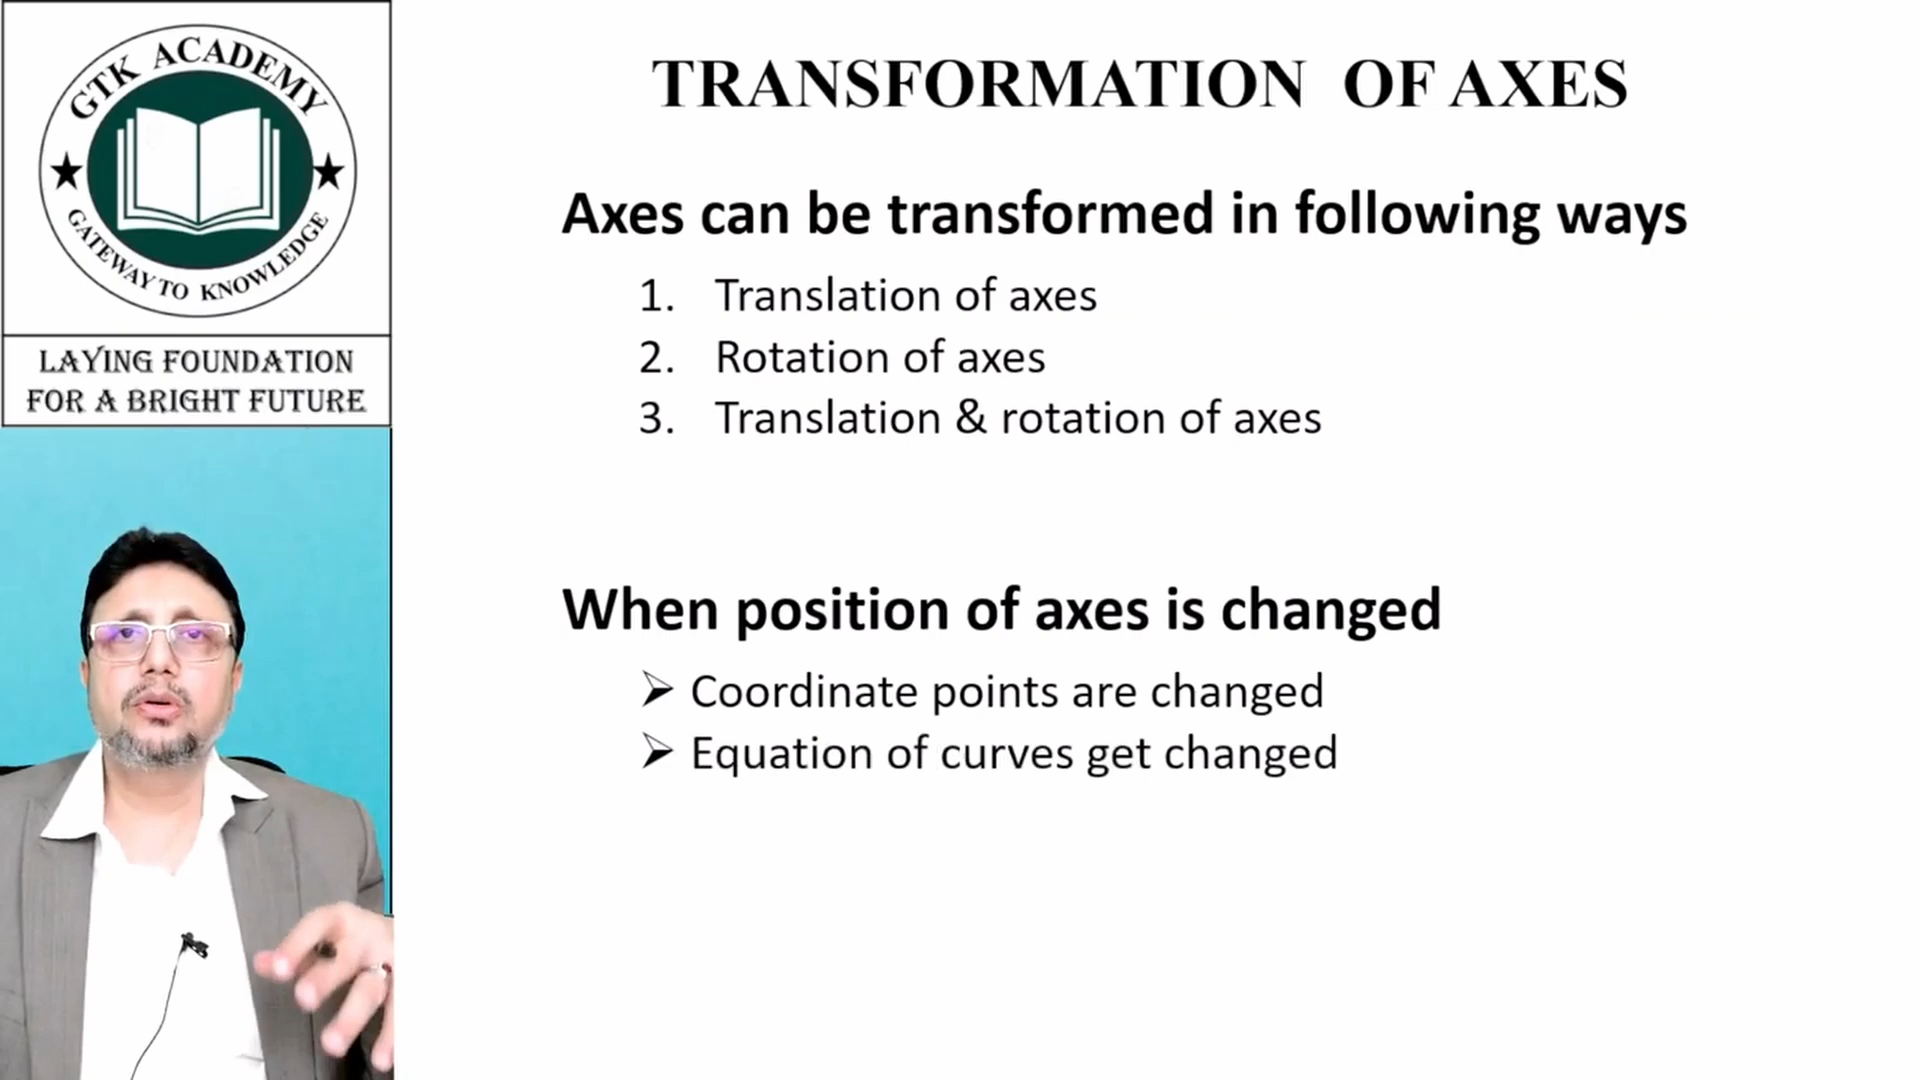 GTK ACADEMY
GATEWAY TO KNOWLEDGE
LAYING FOUNDATION
FOR A BRIGHT FUTURE
TRANSFORMATION OF AXES
Axes can be transformed in following ways
1. Translation of axes
2. Rotation of axes
3. Translation & rotation of axes
When position of axes is changed
➢ Coordinate points are changed
➢ Equation of curves get changed